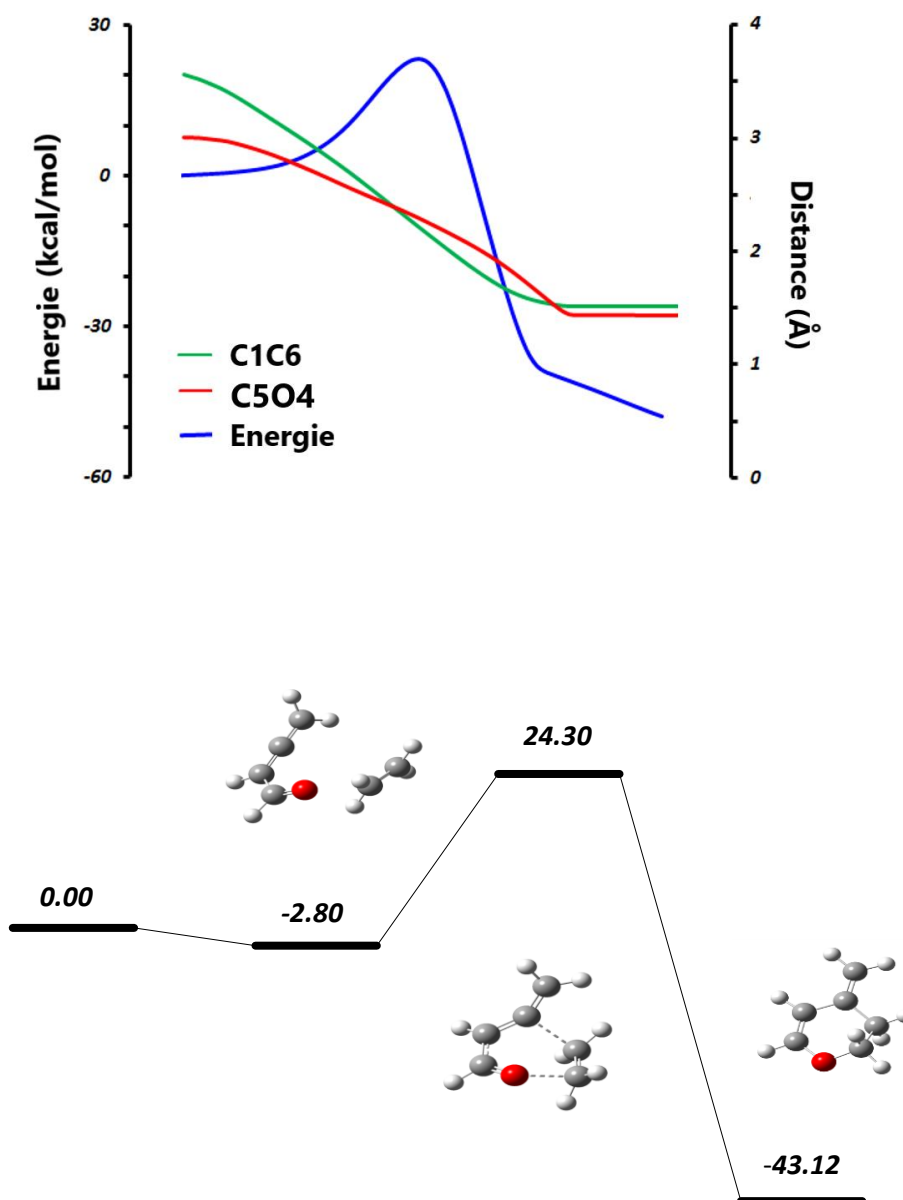 30
0
-30
-60
Energie (kcal/mol)
4
3
2
1
0
Distance (Å)
C1C6
C5O4
Energie
24.30
0.00
-2.80
-43.12